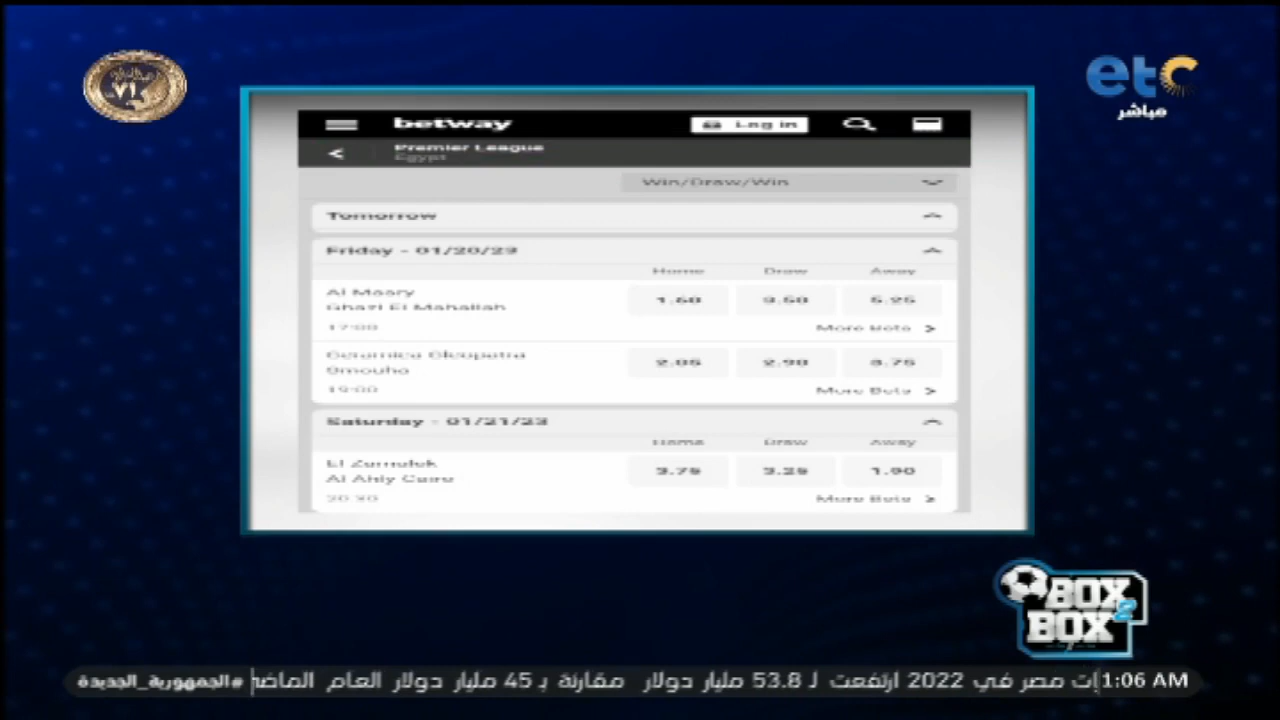 etc
مباشر
betway
Log in
Premier League
Egypt
Win/Draw/Win
Tomorrow
Friday - 01/20/23
Home Draw Away
Al Masry
Ghazl El Mahallah
1.60 3.50 5.25
17:00 More Bets >
Ceramica Cleopatra
Smouha
2.05 2.90 3.75
19:00 More Bets >
Saturday - 01/21/23
Home Draw Away
El Zamalek
Al Ahly Cairo
3.75 3.25 1.90
More Bets >
BOX 2
BOX
1:06 AM
ات مصر في 2022 ارتفعت لـ 53.8 مليار دولار مقارنة بـ 45 مليار دولار العام الماضي
#الجمهورية_الجديدة